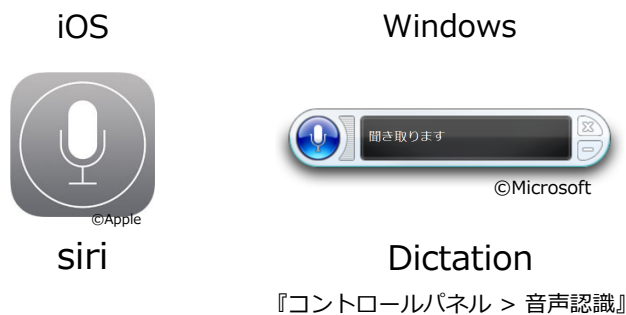 iOS
Windows
聞き取ります
©Microsoft
©Apple
siri
Dictation
『コントロールパネル > 音声認識』